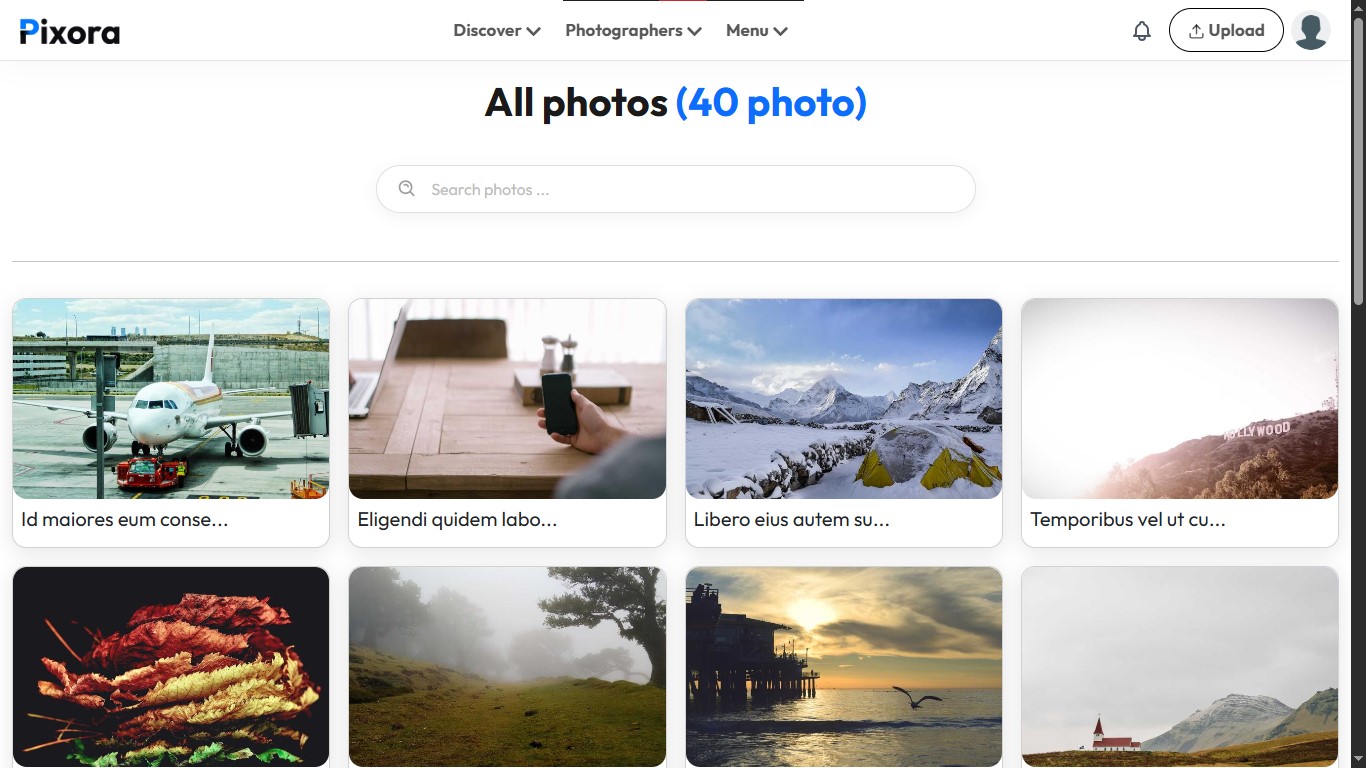 Pixora
Discover
Photographers
Menu
Upload
All photos (40 photo)
Search photos ...
HOLLYWOOD
Id maiores eum conse...
Eligendi quidem labo...
Libero eius autem su...
Temporibus vel ut cu...